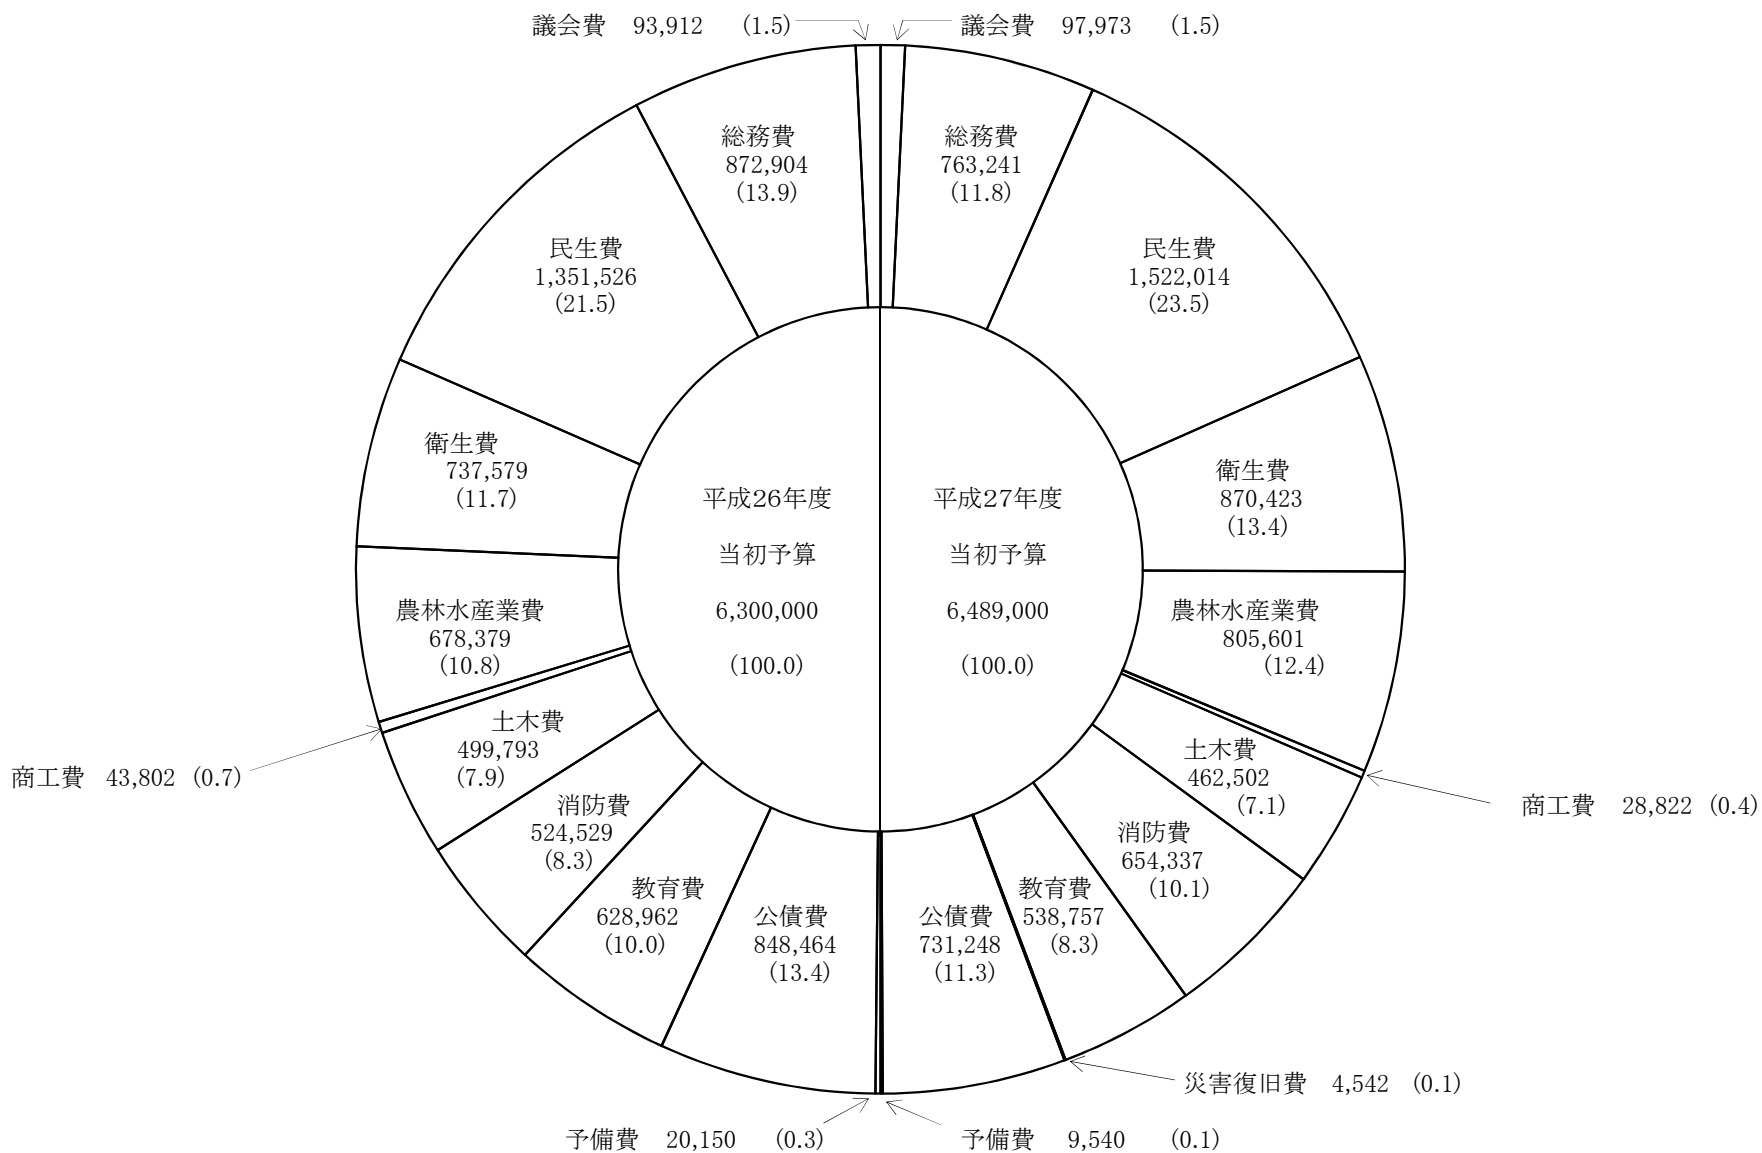 議会費 93,912 (1.5)
議会費 97,973 (1.5)
総務費
872,904
(13.9)
総務費
763,241
(11.8)
民生費
1,351,526
(21.5)
民生費
1,522,014
(23.5)
衛生費
737,579
(11.7)
衛生費
870,423
(13.4)
平成26年度
当初予算
6,300,000
(100.0)
平成27年度
当初予算
6,489,000
(100.0)
農林水産業費
678,379
(10.8)
農林水産業費
805,601
(12.4)
商工費 43,802 (0.7)
商工費 28,822 (0.4)
土木費
499,793
(7.9)
土木費
462,502
(7.1)
消防費
524,529
(8.3)
消防費
654,337
(10.1)
教育費
628,962
(10.0)
教育費
538,757
(8.3)
公債費
848,464
(13.4)
公債費
731,248
(11.3)
災害復旧費 4,542 (0.1)
予備費 20,150 (0.3)
予備費 9,540 (0.1)